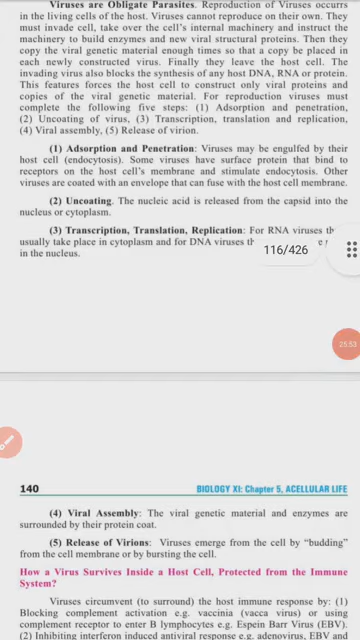 Viruses are Obligate Parasites. Reproduction of Viruses occurrs
in the living cells of the host. Viruses cannot reproduce on their own. They
must invade cell, take over the cell's internal machinery and instruct the
machinery to build enzymes and new viral structural proteins. Then they
copy the viral genetic material enough times so that a copy be placed in
each newly constructed virus. Finally they leave the host cell. The
invading virus also blocks the synthesis of any host DNA, RNA or protein.
This features forces the host cell to construct only viral proteins and
copies of the viral genetic material. For reproduction viruses must
complete the following five steps: (1) Adsorption and penetration,
(2) Uncoating of virus, (3) Transcription, translation and replication,
(4) Viral assembly, (5) Release of virion.
(1) Adsorption and Penetration: Viruses may be engulfed by their
host cell (endocytosis). Some viruses have surface protein that bind to
receptors on the host cell's membrane and stimulate endocytosis. Other
viruses are coated with an envelope that can fuse with the host cell membrane.
(2) Uncoating. The nucleic acid is released from the capsid into the
nucleus or cytoplasm.
(3) Transcription, Translation, Replication: For RNA viruses
usually take place in cytoplasm and for DNA viruses
in the nucleus.
116/426
25:53
140
BIOLOGY XI: Chapter 5, ACELLULAR LIFE
(4) Viral Assembly: The viral genetic material and enzymes are
surrounded by their protein coat.
(5) Release of Virions: Viruses emerge from the cell by "budding"
from the cell membrane or by bursting the cell.
How a Virus Survives Inside a Host Cell, Protected from the Immune
System?
Viruses circumvent (to surround) the host immune response by: (1)
Blocking complement activation e.g. vaccinia (vacca virus) or using
complement receptor to enter B lymphocytes e.g. Espein Barr Virus (EBV).
(2) Inhibiting interferon induced antiviral response e.g. adenovirus, EBV and